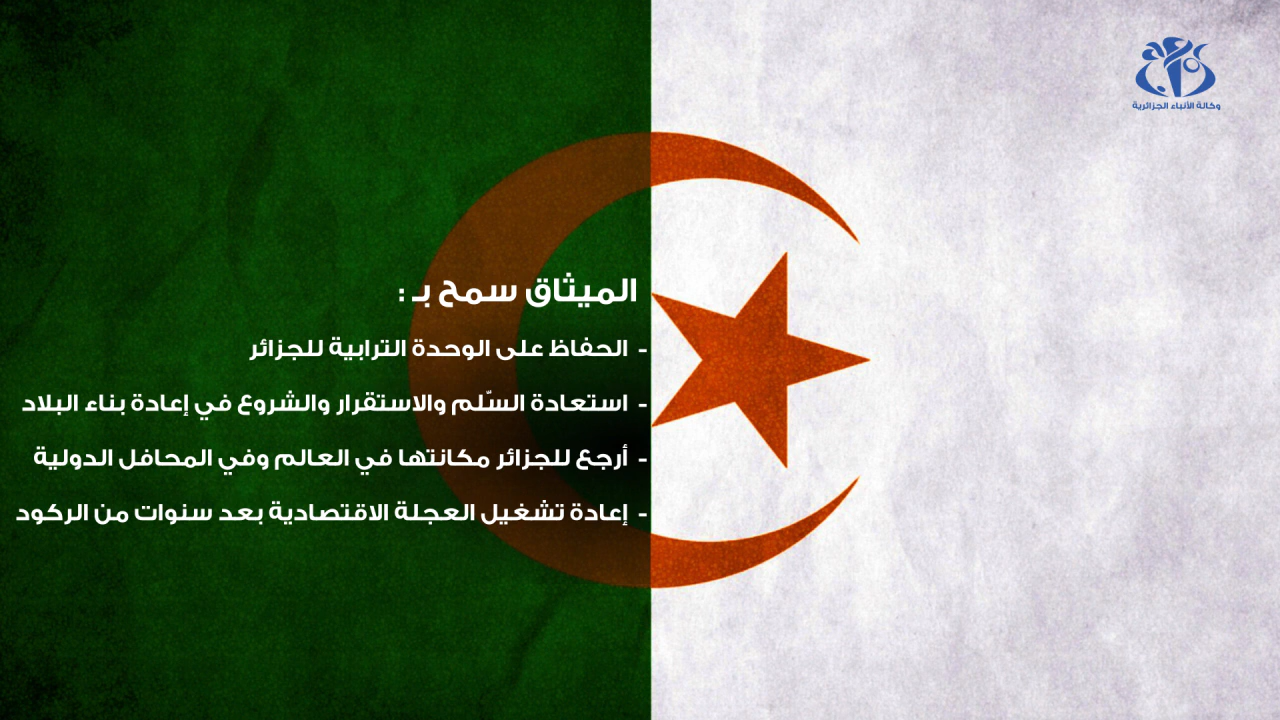 وكالة الأنباء الجزائرية
الميثاق سمح بـ :
- الحفاظ على الوحدة الترابية للجزائر
- استعادة السّلم والاستقرار والشروع في إعادة بناء البلاد
- أرجع للجزائر مكانتها في العالم وفي المحافل الدولية
- إعادة تشغيل العجلة الاقتصادية بعد سنوات من الركود